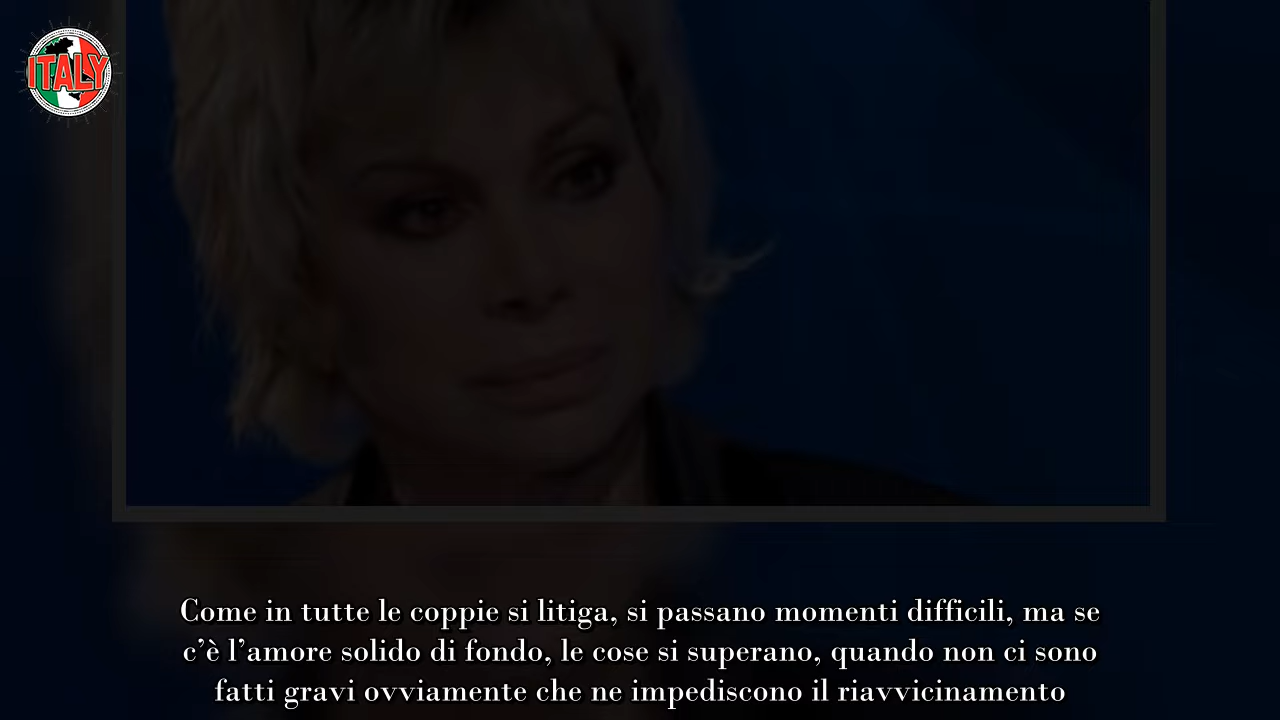 ITALY
Come in tutte le coppie si litiga, si passano momenti difficili, ma se
c’è l’amore solido di fondo, le cose si superano, quando non ci sono
fatti gravi ovviamente che ne impediscono il riavvicinamento